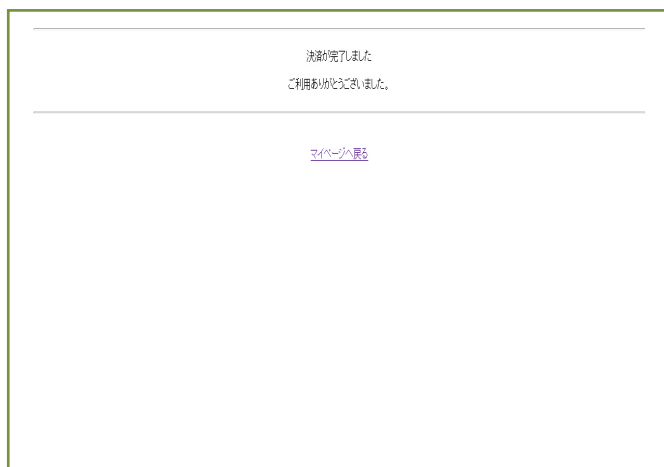 決済が完了しました
ご利用ありがとうございました。
マイページへ戻る